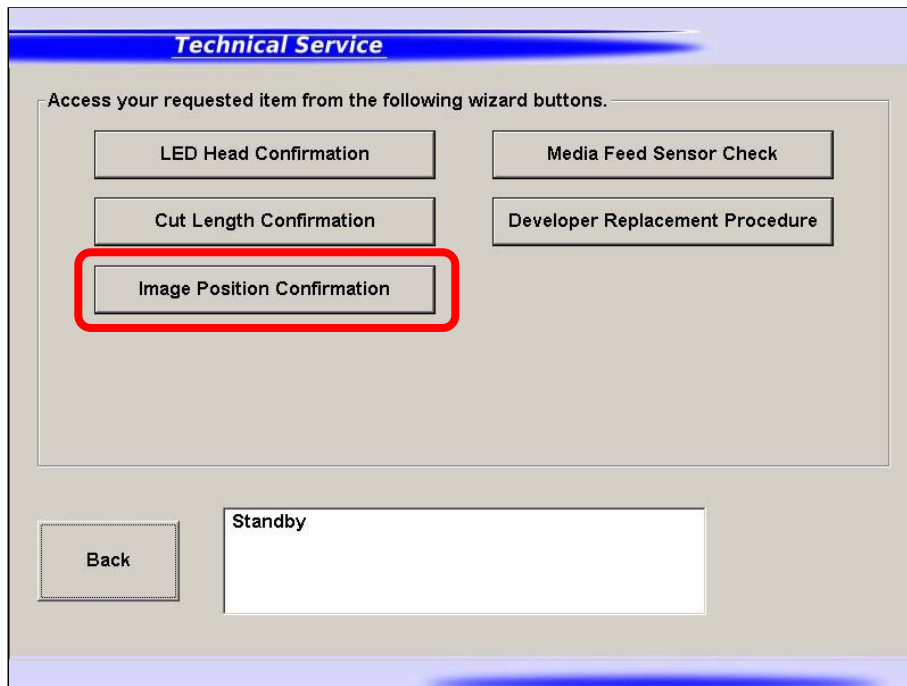 Technical Service
Access your requested item from the following wizard buttons.
LED Head Confirmation
Media Feed Sensor Check
Cut Length Confirmation
Developer Replacement Procedure
Image Position Confirmation
Standby
Back